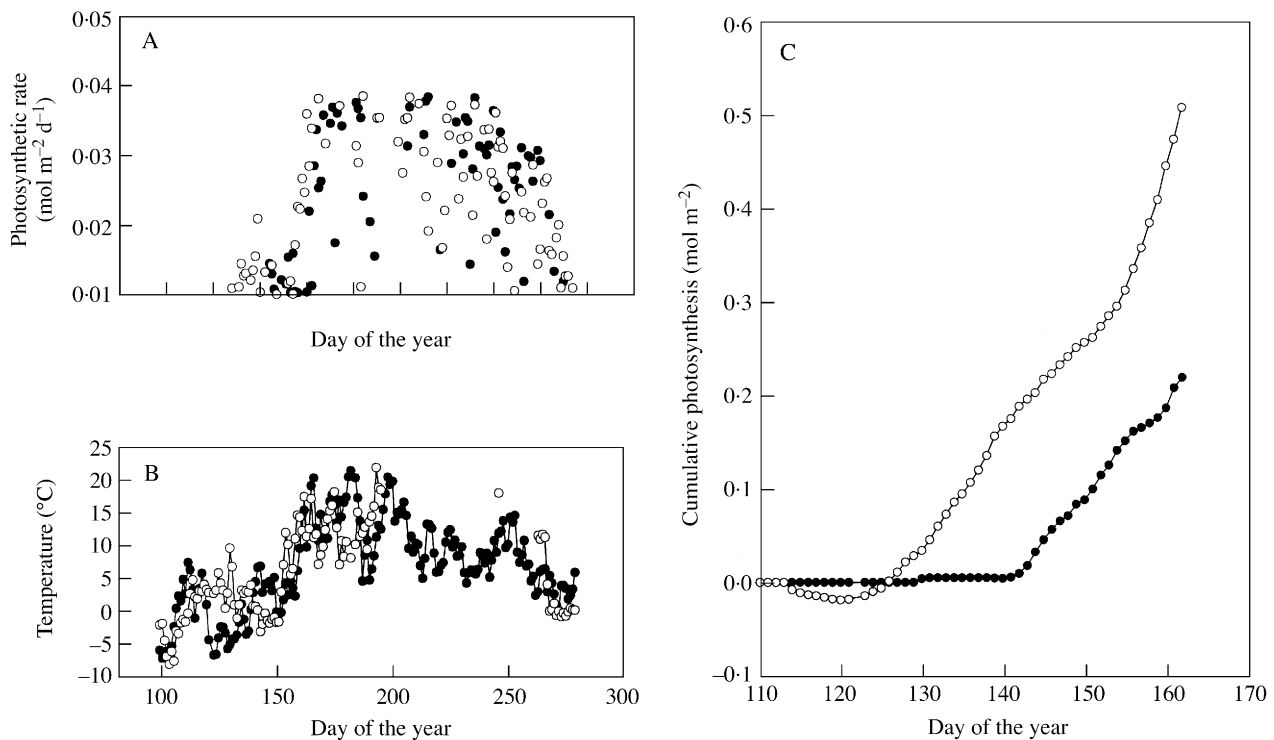 A
0·05
0·04
0·03
0·02
0·01
Photosynthetic rate
(mol m−2 d−1)
Day of the year
B
25
20
15
10
5
0
−5
−10
Temperature (°C)
100 150 200 250 300
Day of the year
C
0·6
0·5
0·4
0·3
0·2
0·1
0·0
−0·1
Cumulative photosynthesis (mol m−2)
110 120 130 140 150 160 170
Day of the year